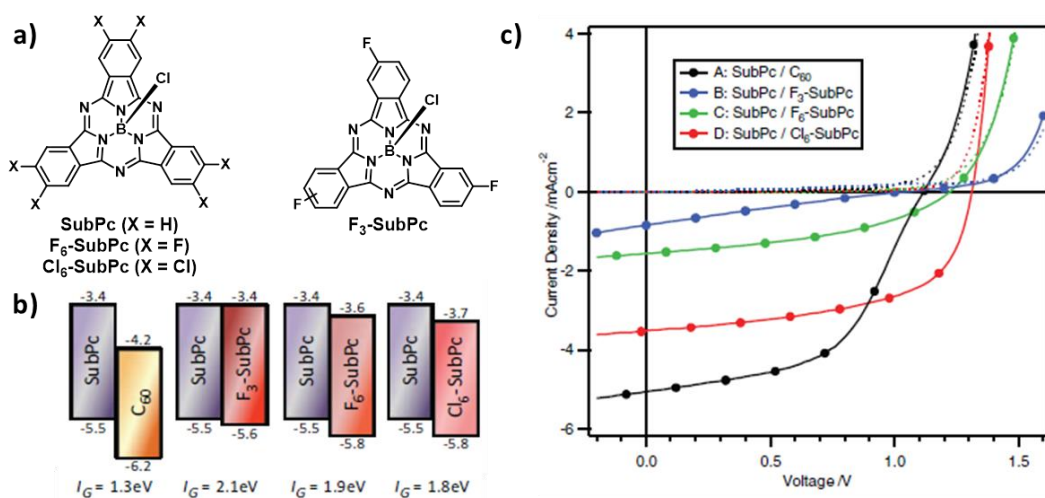 a)
X
X
X
X
X
X
Cl
N
N
N
N
B
N
N
SubPc (X = H)
F₆-SubPc (X = F)
Cl₆-SubPc (X = Cl)
F
Cl
N
N
N
N
B
N
N
F
F
F₃-SubPc
b)
-3.4
SubPc
-5.5
-4.2
C₆₀
-6.2
I_G = 1.3eV
-3.4
SubPc
-5.5
-3.4
F₃-SubPc
-5.6
I_G = 2.1eV
-3.4
SubPc
-5.5
-3.6
F₆-SubPc
-5.8
I_G = 1.9eV
-3.4
SubPc
-5.5
-3.7
Cl₆-SubPc
-5.8
I_G = 1.8eV
c)
A: SubPc / C₆₀
B: SubPc / F₃-SubPc
C: SubPc / F₆-SubPc
D: SubPc / Cl₆-SubPc
Current Density /mAcm⁻²
4
2
0
-2
-4
-6
0.0
0.5
1.0
1.5
Voltage /V